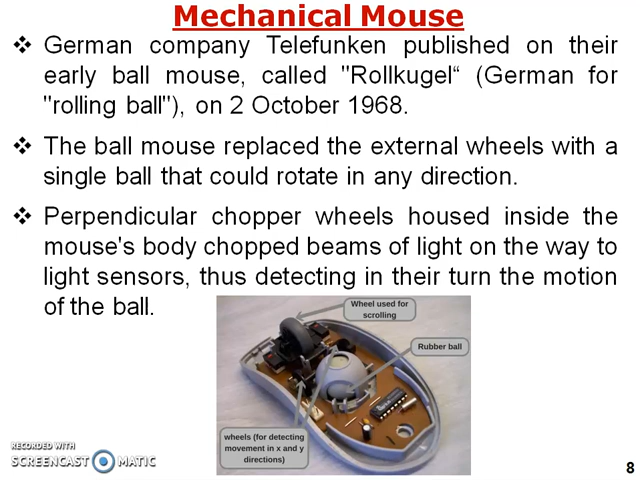 Mechanical Mouse
❖ German company Telefunken published on their
early ball mouse, called "Rollkugel“ (German for
"rolling ball"), on 2 October 1968.
❖ The ball mouse replaced the external wheels with a
single ball that could rotate in any direction.
❖ Perpendicular chopper wheels housed inside the
mouse's body chopped beams of light on the way to
light sensors, thus detecting in their turn the motion
of the ball.
Wheel used for
scrolling
Rubber ball
wheels (for detecting
movement in x and y
directions)
RECORDED WITH
SCREENCAST MATIC
8